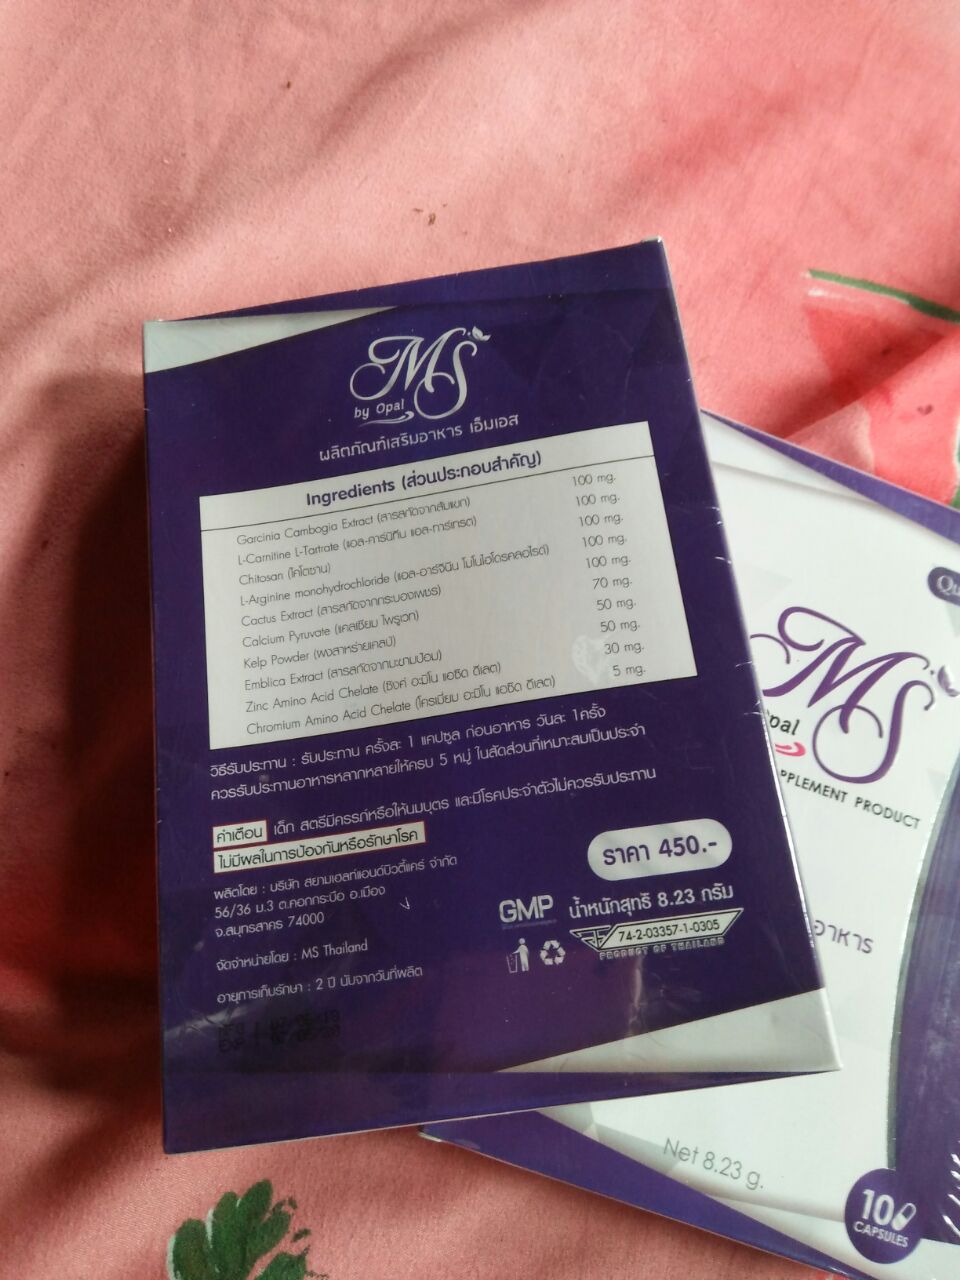 MS
by Opal
ผลิตภัณฑ์เสริมอาหาร เอ็มเอส
Ingredients (ส่วนประกอบสำคัญ)
Garcinia Cambogia Extract (สารสกัดจากส้มแขก) 100 mg.
L-Carnitine L-Tartrate (แอล-คาร์นิทีน แอล-ทาร์เทรต) 100 mg.
Chitosan (ไคโตซาน) 100 mg.
L-Arginine monohydrochloride (แอล-อาร์จินีน โมโนไฮโดรคลอไรด์) 100 mg.
Cactus Extract (สารสกัดจากกระบองเพชร) 100 mg.
Calcium Pyruvate (แคลเซียม ไพรูเวท) 70 mg.
Kelp Powder (ผงสาหร่ายเคลป์) 50 mg.
Emblica Extract (สารสกัดจากมะขามป้อม) 50 mg.
Zinc Amino Acid Chelate (ซิงค์ อะมิโน แอซิด คีเลต) 30 mg.
Chromium Amino Acid Chelate (โครเมียม อะมิโน แอซิด คีเลต) 5 mg.
วิธีรับประทาน : รับประทาน ครั้งละ 1 แคปซูล ก่อนอาหาร วันละ 1ครั้ง
ควรรับประทานอาหารหลากหลายให้ครบ 5 หมู่ ในสัดส่วนที่เหมาะสมเป็นประจำ
คำเตือน เด็ก สตรีมีครรภ์หรือให้นมบุตร และมีโรคประจำตัวไม่ควรรับประทาน
ไม่มีผลในการป้องกันหรือรักษาโรค
ราคา 450.-
ผลิตโดย : บริษัท สยามเฮลท์แอนด์บิวตี้แคร์ จำกัด
56/36 ม.3 ต.คอกกระบือ อ.เมือง
จ.สมุทรสาคร 74000
GMP
น้ำหนักสุทธิ 8.23 กรัม
74-2-03357-1-0305
PRODUCT OF THAILAND
จัดจำหน่ายโดย : MS Thailand
อายุการเก็บรักษา : 2 ปี นับจากวันที่ผลิต
Qu
MS
pal
PPLEMENT PRODUCT
อาหาร
Net 8.23 g.
10
CAPSULES